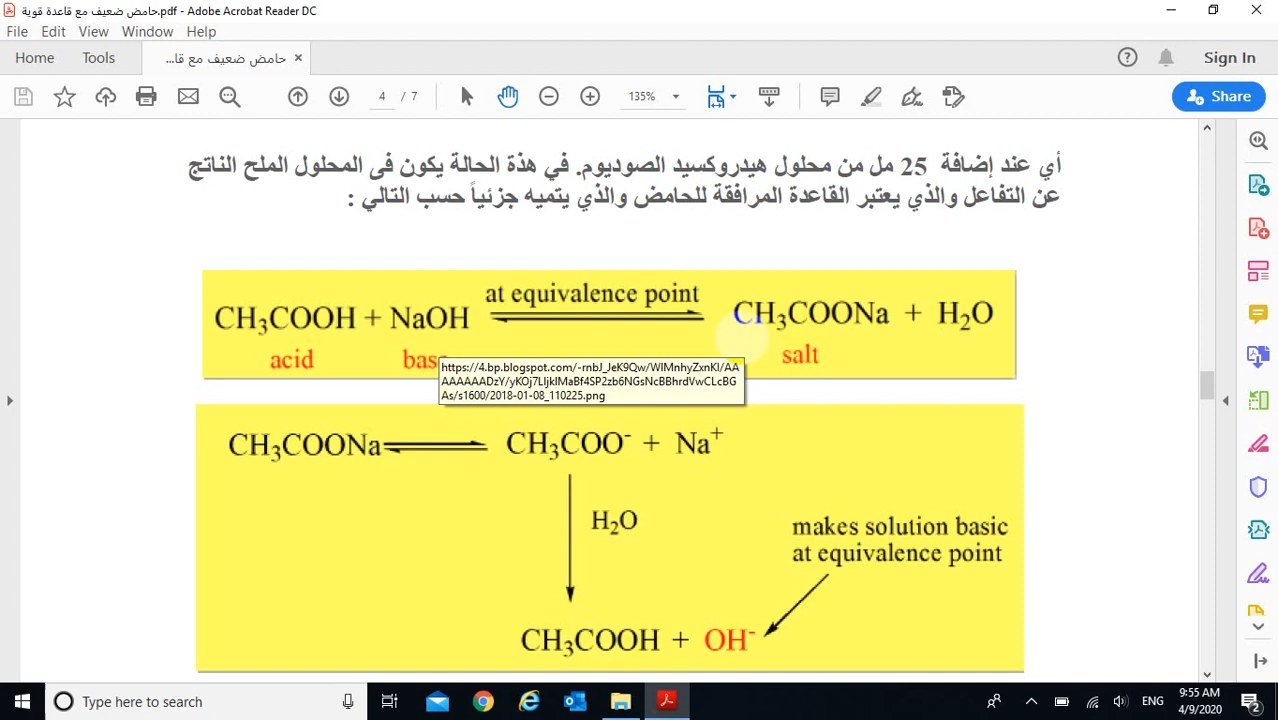 حامض ضعيف مع قاعدة قوية.pdf - Adobe Acrobat Reader DC
File Edit View Window Help
Home Tools حامض ضعيف مع قا... × Sign In
4 / 7 135% Share
أي عند إضافة 25 مل من محلول هيدروكسيد الصوديوم. في هذة الحالة يكون فى المحلول الملح الناتج
عن التفاعل والذي يعتبر القاعدة المرافقة للحامض والذي يتميه جزئياً حسب التالي :
at equivalence point
CH₃COOH + NaOH ⇌ CH₃COONa + H₂O
acid base salt
https://4.bp.blogspot.com/-rnbJ_JeK9Qw/WlMnhyZxnKI/AA
AAAAAADzY/yKOj7LljklMaBf4SP2zb6NGsNcBBhrdVwCLcBG
As/s1600/2018-01-08_110225.png
CH₃COONa ⇌ CH₃COO⁻ + Na⁺
H₂O
makes solution basic
at equivalence point
CH₃COOH + OH⁻
Type here to search
ENG
9:55 AM
4/9/2020
2